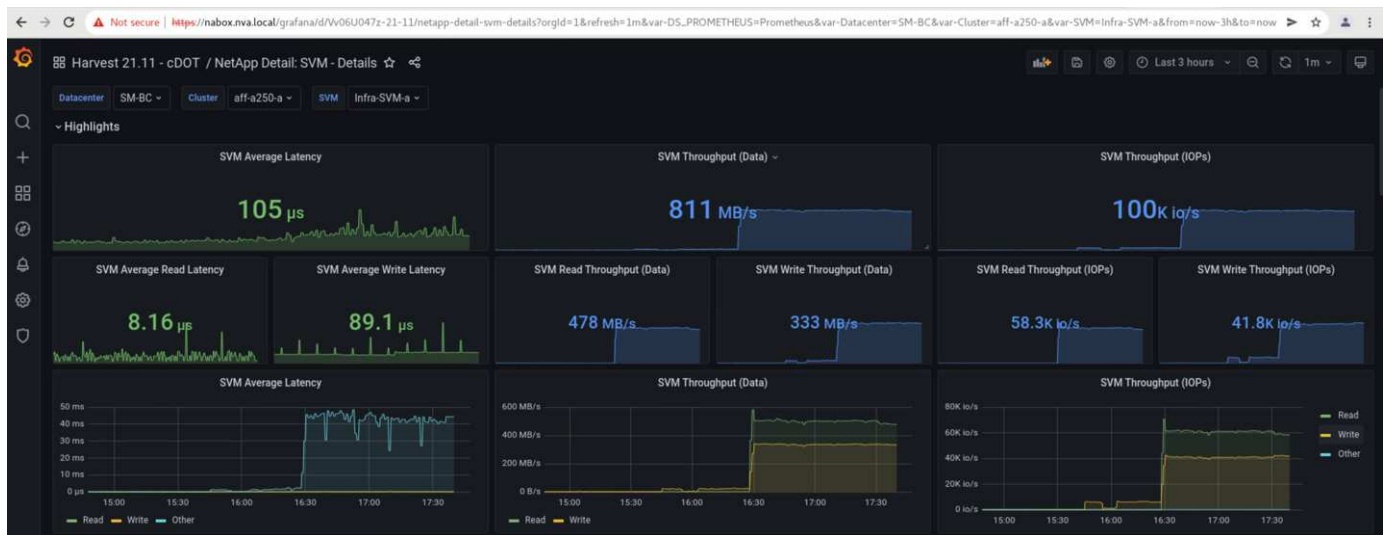 Not secure | https://nabox.nva.local/grafana/d/Vv06U047z-21-11/netapp-detail-svm-details?orgId=1&refresh=1m&var-DS_PROMETHEUS=Prometheus&var-Datacenter=SM-BC&var-Cluster=aff-a250-a&var-SVM=Infra-SVM-a&from=now-3h&to=now
Harvest 21.11 - cDOT / NetApp Detail: SVM - Details
Last 3 hours
1m
Datacenter SM-BC
Cluster aff-a250-a
SVM Infra-SVM-a
Highlights
SVM Average Latency
105 µs
SVM Throughput (Data)
811 MB/s
SVM Throughput (IOPs)
100K io/s
SVM Average Read Latency
8.16 µs
SVM Average Write Latency
89.1 µs
SVM Read Throughput (Data)
478 MB/s
SVM Write Throughput (Data)
333 MB/s
SVM Read Throughput (IOPs)
58.3K io/s
SVM Write Throughput (IOPs)
41.8K io/s
SVM Average Latency
50 ms
40 ms
30 ms
20 ms
10 ms
0 µs
15:00 15:30 16:00 16:30 17:00 17:30
Read Write Other
SVM Throughput (Data)
600 MB/s
400 MB/s
200 MB/s
0 B/s
15:00 15:30 16:00 16:30 17:00 17:30
Read Write
SVM Throughput (IOPs)
80K io/s
60K io/s
40K io/s
20K io/s
0 io/s
15:00 15:30 16:00 16:30 17:00 17:30
Read
Write
Other